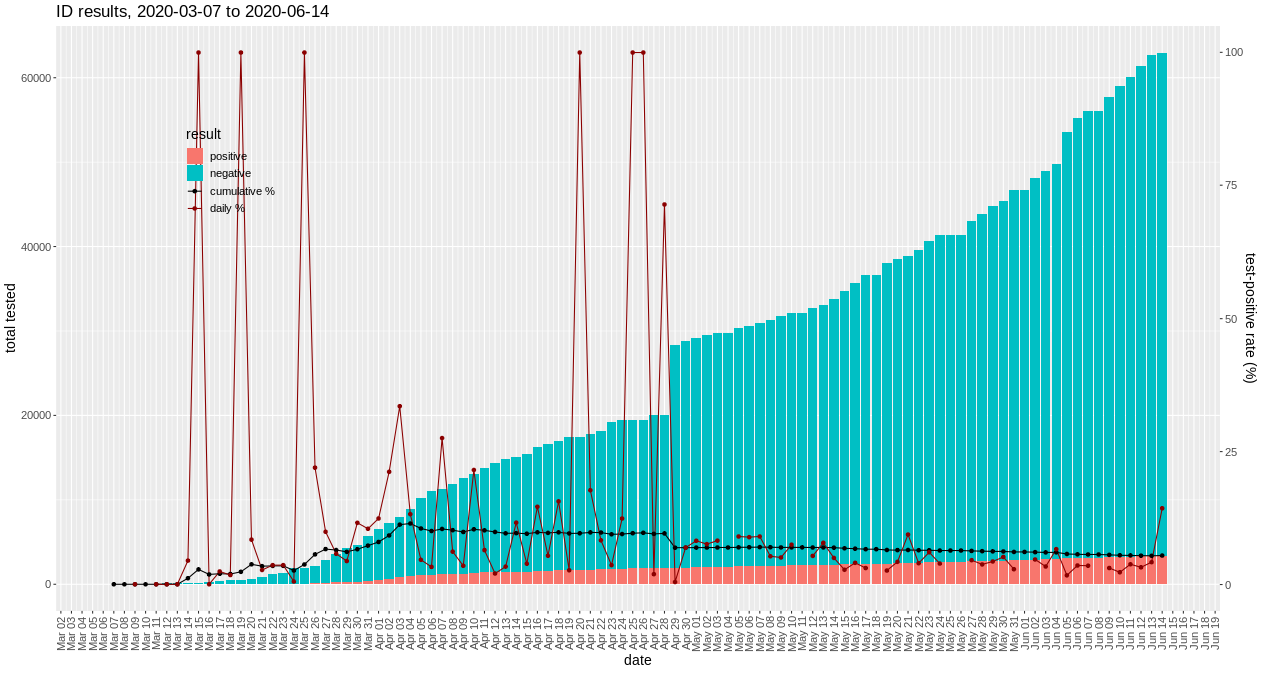 ID results, 2020-03-07 to 2020-06-14
total tested
60000
40000
20000
0
result
positive
negative
cumulative %
daily %
100
75
50
25
0
test-positive rate (%)
Mar 02
Mar 03
Mar 04
Mar 05
Mar 06
Mar 07
Mar 08
Mar 09
Mar 10
Mar 11
Mar 12
Mar 13
Mar 14
Mar 15
Mar 16
Mar 17
Mar 18
Mar 19
Mar 20
Mar 21
Mar 22
Mar 23
Mar 24
Mar 25
Mar 26
Mar 27
Mar 28
Mar 29
Mar 30
Mar 31
Apr 01
Apr 02
Apr 03
Apr 04
Apr 05
Apr 06
Apr 07
Apr 08
Apr 09
Apr 10
Apr 11
Apr 12
Apr 13
Apr 14
Apr 15
Apr 16
Apr 17
Apr 18
Apr 19
Apr 20
Apr 21
Apr 22
Apr 23
Apr 24
Apr 25
Apr 26
Apr 27
Apr 28
Apr 29
Apr 30
May 01
May 02
May 03
May 04
May 05
May 06
May 07
May 08
May 09
May 10
May 11
May 12
May 13
May 14
May 15
May 16
May 17
May 18
May 19
May 20
May 21
May 22
May 23
May 24
May 25
May 26
May 27
May 28
May 29
May 30
May 31
Jun 01
Jun 02
Jun 03
Jun 04
Jun 05
Jun 06
Jun 07
Jun 08
Jun 09
Jun 10
Jun 11
Jun 12
Jun 13
Jun 14
Jun 15
Jun 16
Jun 17
Jun 18
Jun 19
date